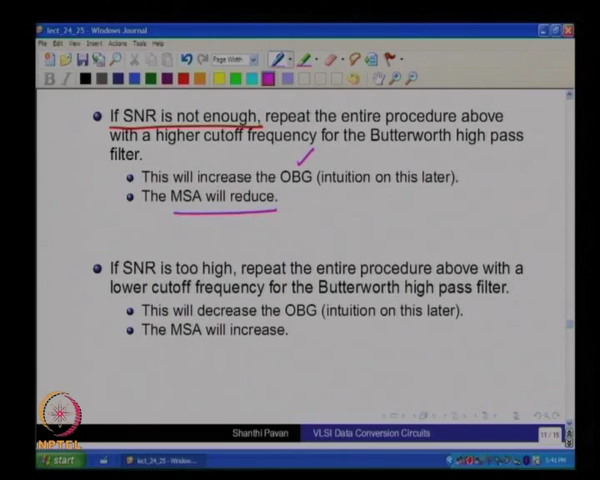 lect_24_25 - Windows Journal
File Edit View Insert Actions Tools Help
Page Width
B I
If SNR is not enough, repeat the entire procedure above
with a higher cutoff frequency for the Butterworth high pass
filter.
This will increase the OBG (intuition on this later).
The MSA will reduce.
If SNR is too high, repeat the entire procedure above with a
lower cutoff frequency for the Butterworth high pass filter.
This will decrease the OBG (intuition on this later).
The MSA will increase.
Shanthi Pavan VLSI Data Conversion Circuits 11 / 15
NPTEL
start lect_24_25 - Window... 5:41 PM